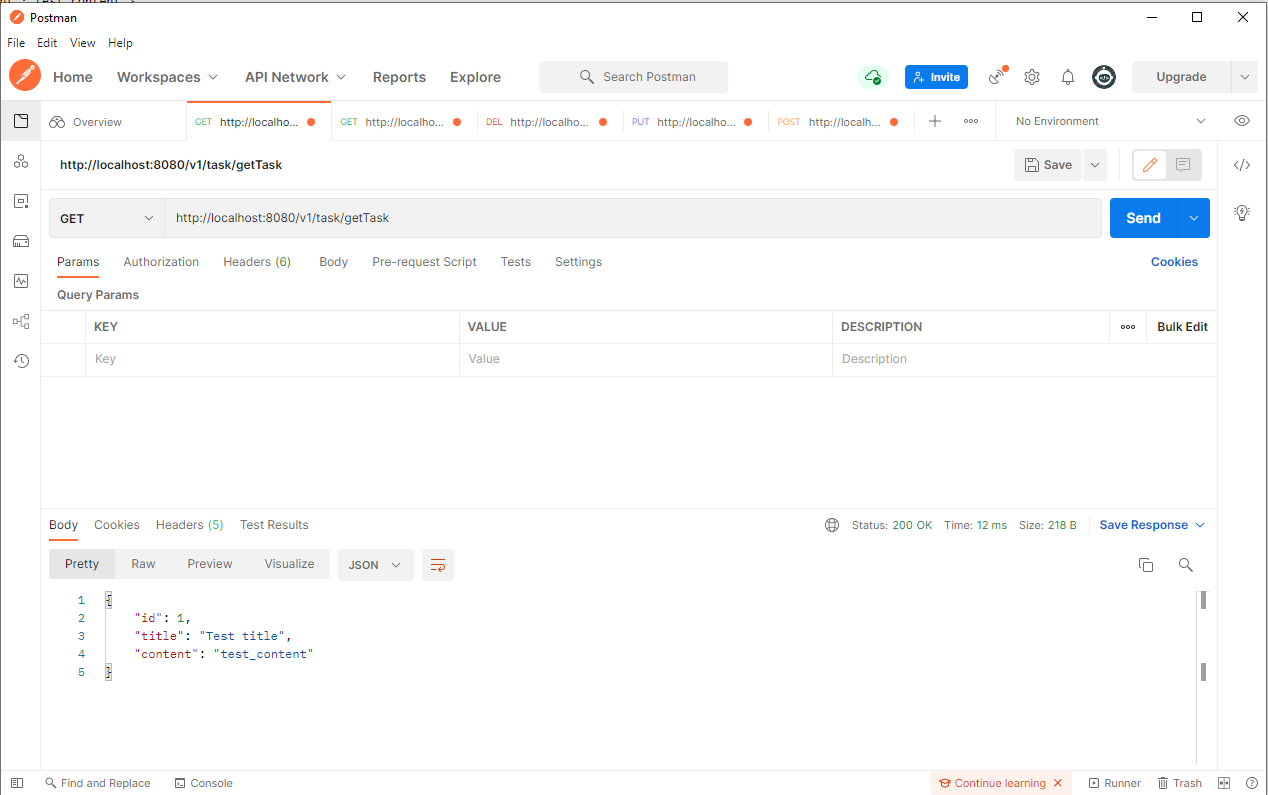 Postman
File Edit View Help
Home Workspaces API Network Reports Explore Search Postman Invite Upgrade
Overview GET http://localho... GET http://localho... DEL http://localho... PUT http://localho... POST http://localh... No Environment
http://localhost:8080/v1/task/getTask Save
GET http://localhost:8080/v1/task/getTask Send
Params Authorization Headers (6) Body Pre-request Script Tests Settings Cookies
Query Params
KEY VALUE DESCRIPTION Bulk Edit
Key Value Description
Body Cookies Headers (5) Test Results Status: 200 OK Time: 12 ms Size: 218 B Save Response
Pretty Raw Preview Visualize JSON
1 {
2 "id": 1,
3 "title": "Test title",
4 "content": "test_content"
5 }
Find and Replace Console Continue learning Runner Trash